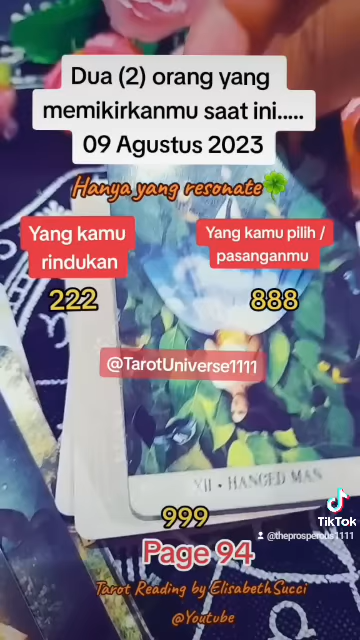 Dua (2) orang yang
memikirkanmu saat ini.....
09 Agustus 2023
Hanya yang resonate🍀
Yang kamu
rindukan
Yang kamu pilih /
pasanganmu
222
888
@TarotUniverse1111
XII • HANGED MAN
999
TikTok
@theprosperous1111
Page 94
Tarot Reading by ElisabethSucci
@Youtube